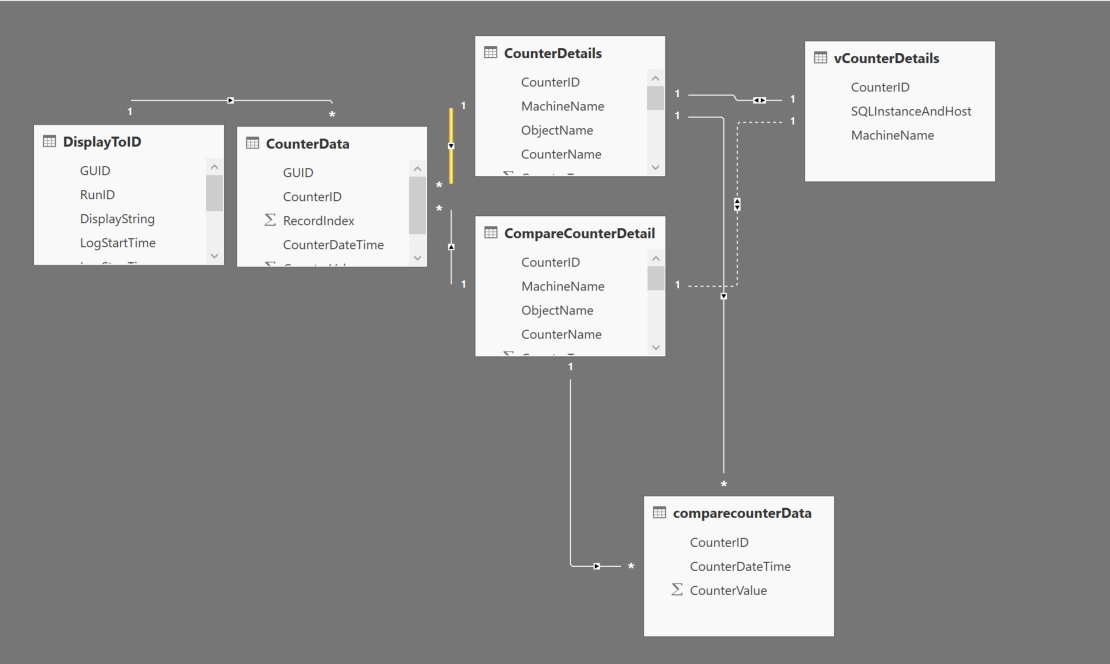 CounterDetails
CounterID
MachineName
ObjectName
CounterName
1
1
1
vCounterDetails
CounterID
SQLInstanceAndHost
MachineName
1
1
1
*
DisplayToID
GUID
RunID
DisplayString
LogStartTime
CounterData
GUID
CounterID
Σ RecordIndex
CounterDateTime
*
*
1
CompareCounterDetail
CounterID
MachineName
ObjectName
CounterName
1
1
*
*
comparecounterData
CounterID
CounterDateTime
Σ CounterValue